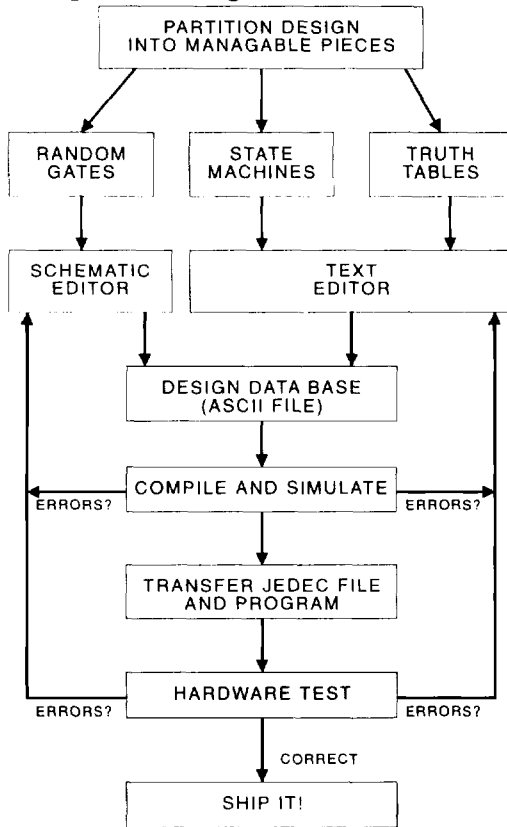 PARTITION DESIGN
INTO MANAGABLE PIECES
RANDOM
GATES
STATE
MACHINES
TRUTH
TABLES
SCHEMATIC
EDITOR
TEXT
EDITOR
DESIGN DATA BASE
(ASCII FILE)
COMPILE AND SIMULATE
ERRORS?
ERRORS?
TRANSFER JEDEC FILE
AND PROGRAM
HARDWARE TEST
ERRORS?
ERRORS?
CORRECT
SHIP IT!